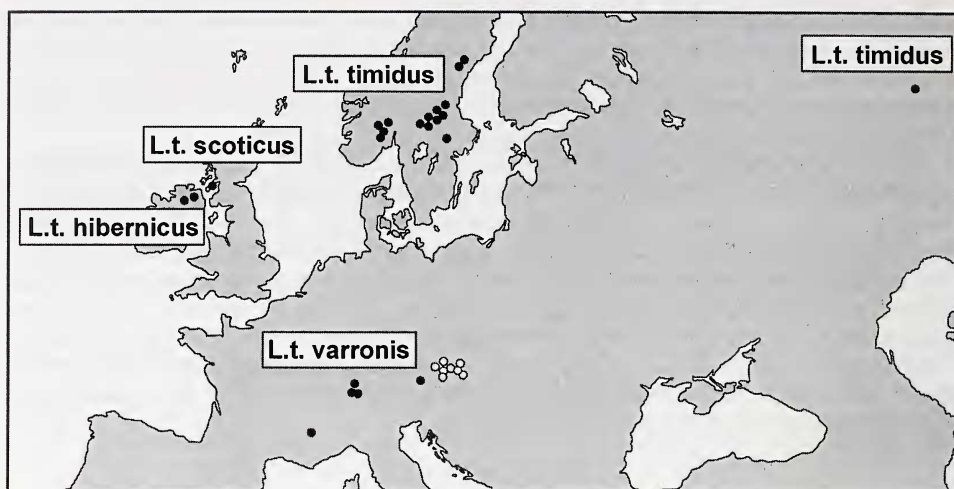 L.t. timidus
L.t. timidus
L.t. scoticus
L.t. hibernicus
L.t. varronis